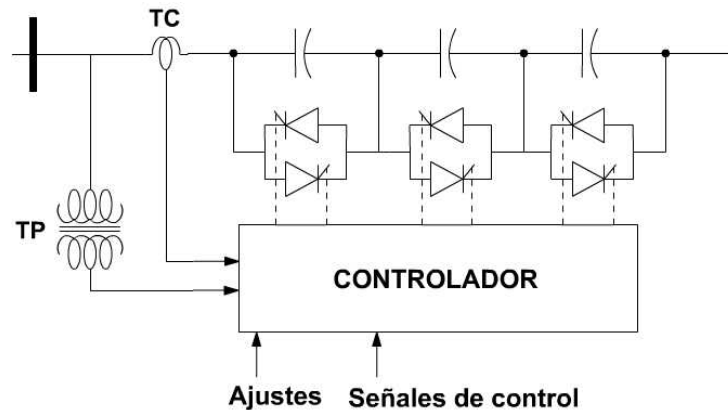 TC
TP
CONTROLADOR
Ajustes
Señales de control